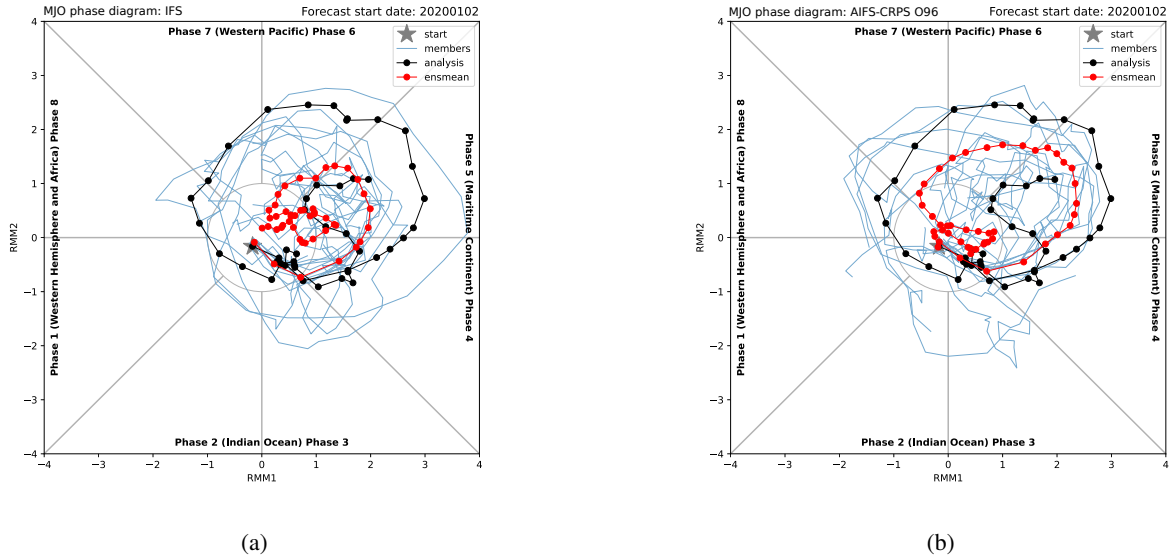 MJO phase diagram: IFS
Forecast start date: 20200102
Phase 7 (Western Pacific) Phase 6
start
members
analysis
ensmean
Phase 1 (Western Hemisphere and Africa) Phase 8
Phase 5 (Maritime Continent) Phase 4
Phase 2 (Indian Ocean) Phase 3
RMM2
4
3
2
1
0
−1
−2
−3
−4
−4 −3 −2 −1 0 1 2 3 4
RMM1
(a)
MJO phase diagram: AIFS-CRPS O96
Forecast start date: 20200102
Phase 7 (Western Pacific) Phase 6
start
members
analysis
ensmean
Phase 1 (Western Hemisphere and Africa) Phase 8
Phase 5 (Maritime Continent) Phase 4
Phase 2 (Indian Ocean) Phase 3
RMM2
4
3
2
1
0
−1
−2
−3
−4
−4 −3 −2 −1 0 1 2 3 4
RMM1
(b)